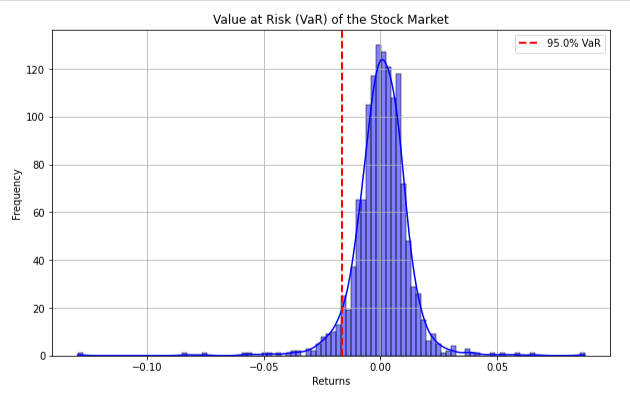 Value at Risk (VaR) of the Stock Market
95.0% VaR
Frequency
120
100
80
60
40
20
0
−0.10
−0.05
0.00
0.05
Returns